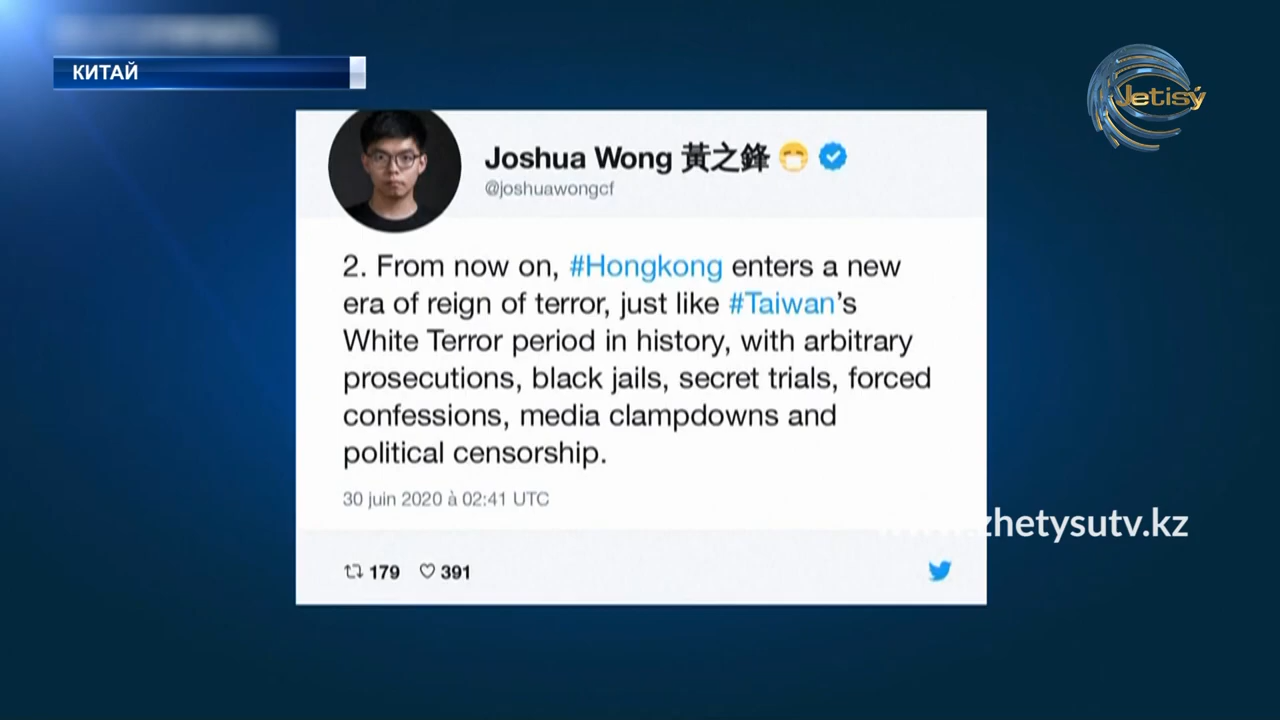 КИТАЙ
Jetisý
Joshua Wong 黃之鋒
@joshuawongcf
2. From now on, #Hongkong enters a new
era of reign of terror, just like #Taiwan’s
White Terror period in history, with arbitrary
prosecutions, black jails, secret trials, forced
confessions, media clampdowns and
political censorship.
30 juin 2020 à 02:41 UTC
zhetysutv.kz
179 391